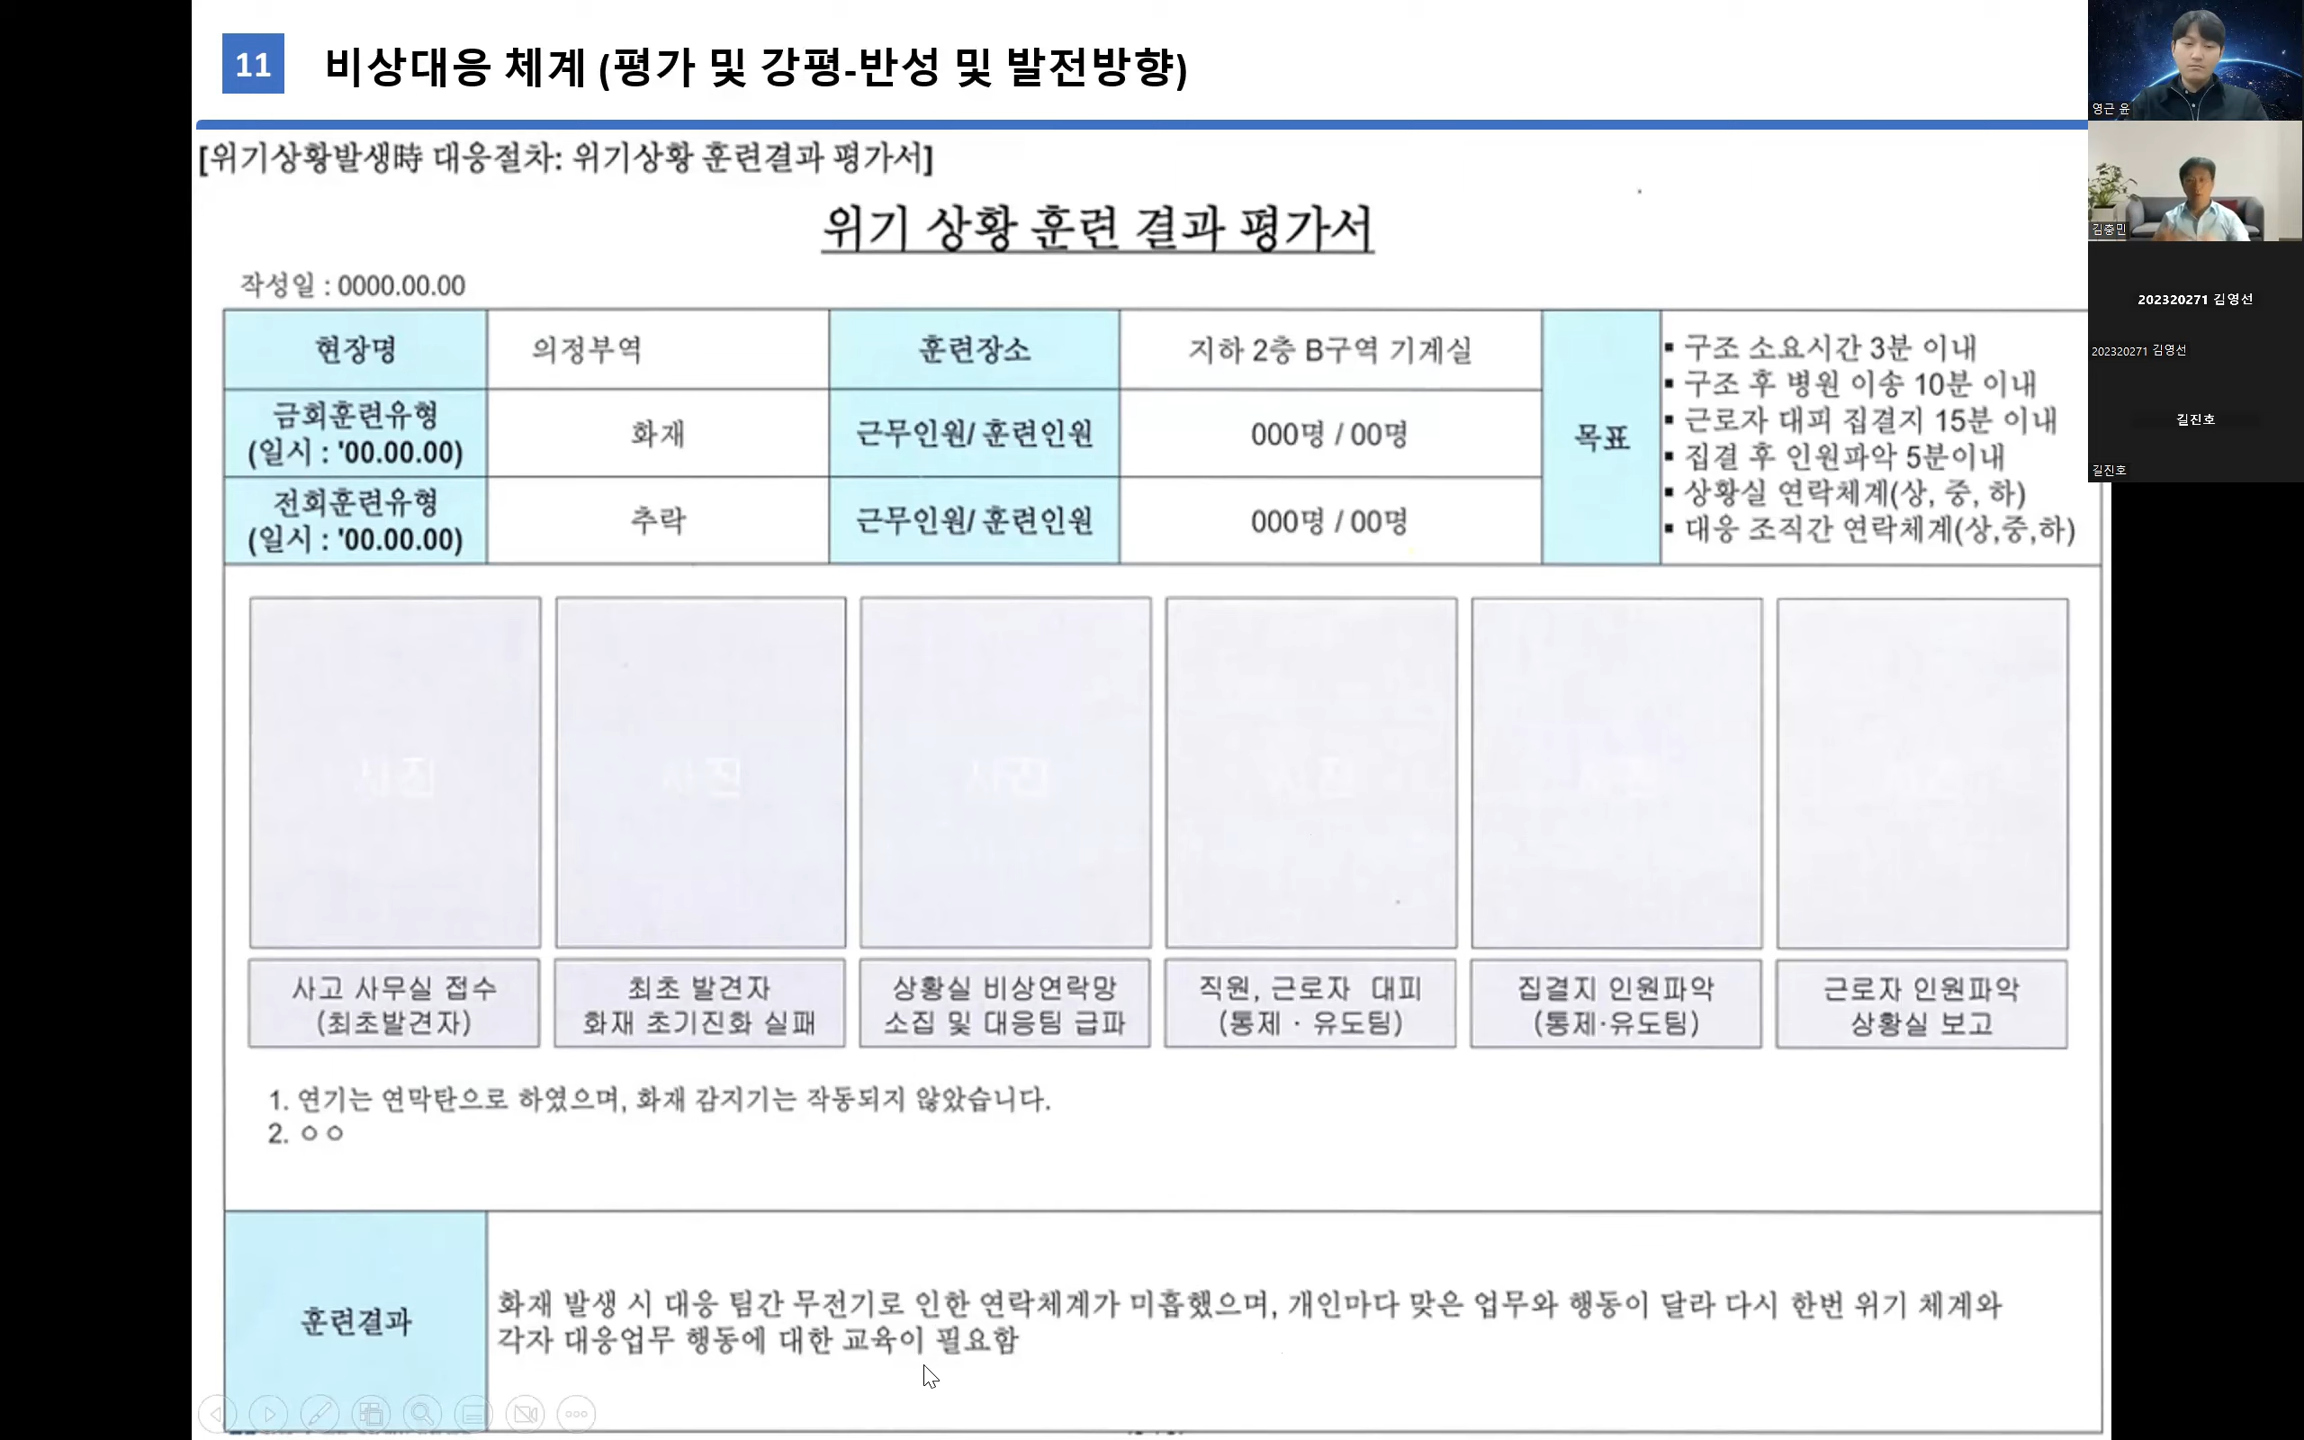 11 비상대응 체계 (평가 및 강평-반성 및 발전방향)
[위기상황발생時 대응절차: 위기상황 훈련결과 평가서]
위기 상황 훈련 결과 평가서
작성일 : 0000.00.00
현장명
의정부역
훈련장소
지하 2층 B구역 기계실
금회훈련유형
(일시 : '00.00.00)
화재
근무인원/ 훈련인원
000명 / 00명
전회훈련유형
(일시 : '00.00.00)
추락
근무인원/ 훈련인원
000명 / 00명
목표
▪ 구조 소요시간 3분 이내
▪ 구조 후 병원 이송 10분 이내
▪ 근로자 대피 집결지 15분 이내
▪ 집결 후 인원파악 5분이내
▪ 상황실 연락체계(상, 중, 하)
▪ 대응 조직간 연락체계(상,중,하)
사진
사진
사진
사진
사진
사고 사무실 접수
(최초발견자)
최초 발견자
화재 초기진화 실패
상황실 비상연락망
소집 및 대응팀 급파
직원, 근로자 대피
(통제 · 유도팀)
집결지 인원파악
(통제·유도팀)
근로자 인원파악
상황실 보고
1. 연기는 연막탄으로 하였으며, 화재 감지기는 작동되지 않았습니다.
2. ㅇㅇ
훈련결과
화재 발생 시 대응 팀간 무전기로 인한 연락체계가 미흡했으며, 개인마다 맞은 업무와 행동이 달라 다시 한번 위기 체계와
각자 대응업무 행동에 대한 교육이 필요함
영근 윤
김충민
202320271 김영선
202320271 김영선
길진호
길진호